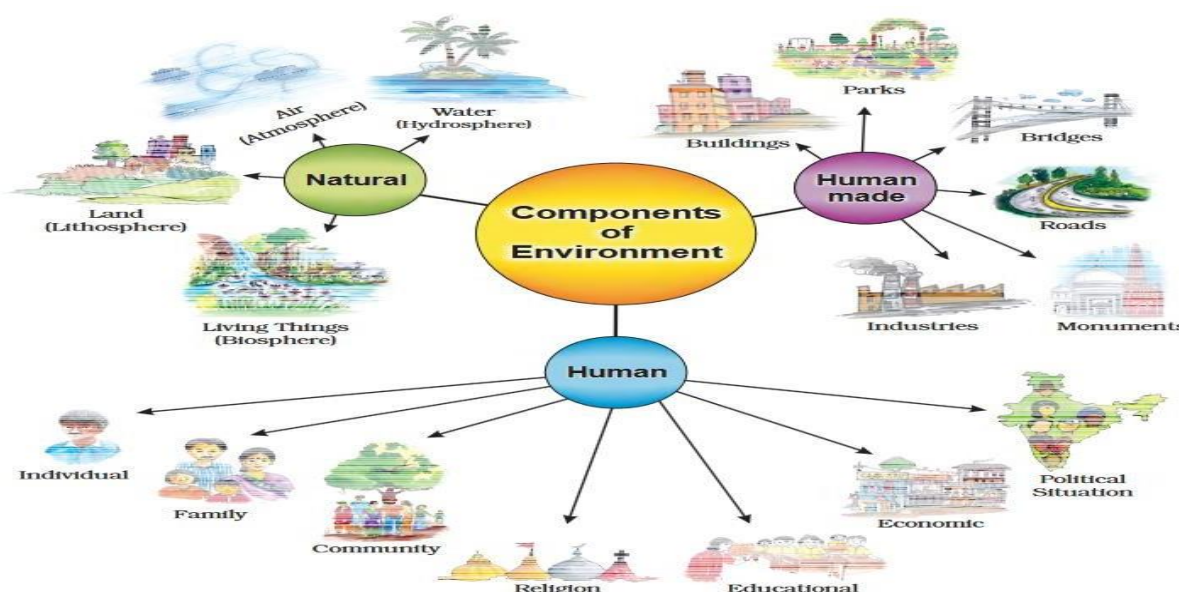 Components
of
Environment
Natural
Air
(Atmosphere)
Water
(Hydrosphere)
Land
(Lithosphere)
Living Things
(Biosphere)
Human
made
Buildings
Parks
Bridges
Roads
Industries
Monuments
Human
Individual
Family
Community
Religion
Educational
Economic
Political
Situation